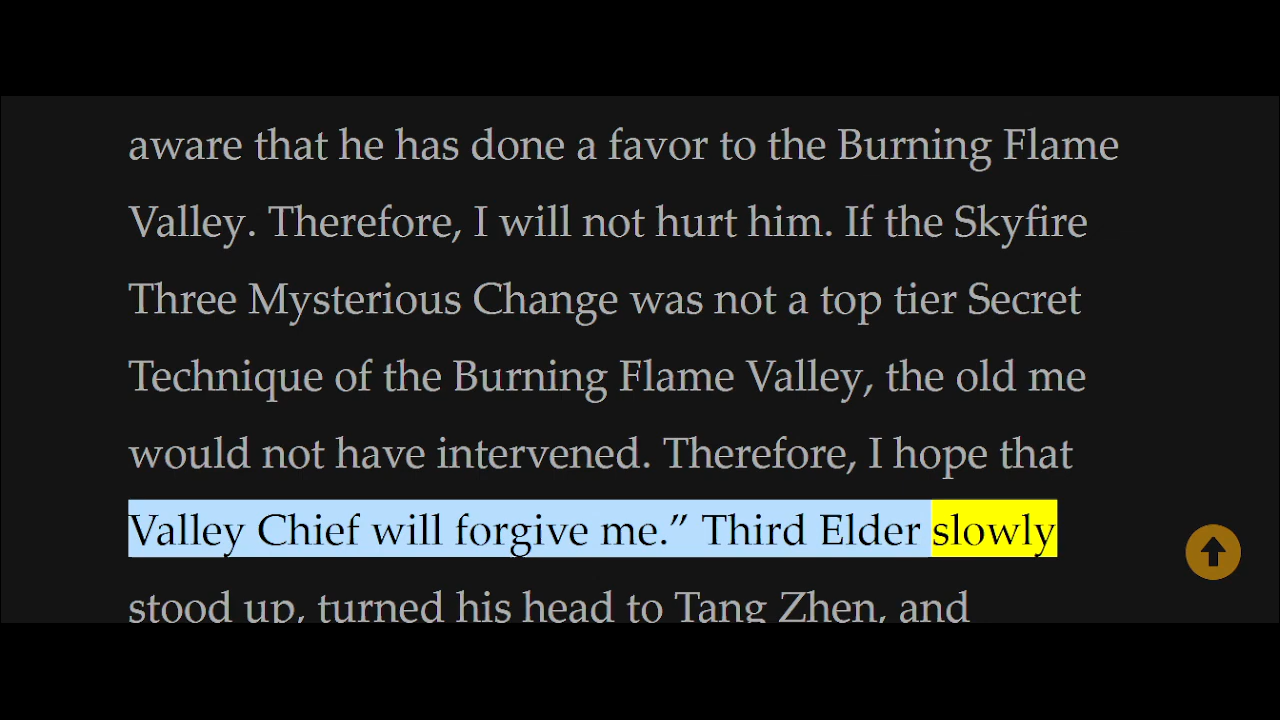 aware that he has done a favor to the Burning Flame
Valley. Therefore, I will not hurt him. If the Skyfire
Three Mysterious Change was not a top tier Secret
Technique of the Burning Flame Valley, the old me
would not have intervened. Therefore, I hope that
Valley Chief will forgive me.” Third Elder slowly
stood up, turned his head to Tang Zhen, and